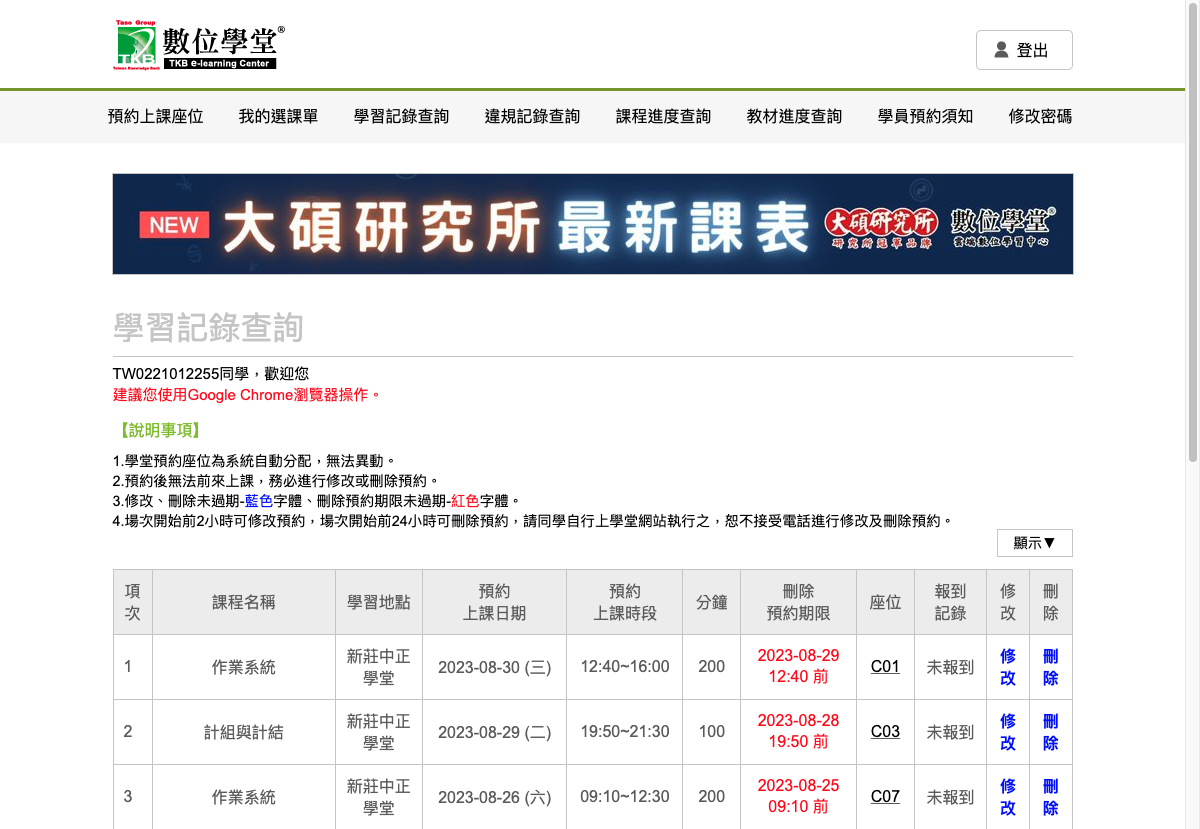 Taso Group
TKB
Taiwan Knowledge Bank
數位學堂®
TKB e-learning Center
登出
預約上課座位 我的選課單 學習記錄查詢 違規記錄查詢 課程進度查詢 教材進度查詢 學員預約須知 修改密碼
NEW 大碩研究所最新課表 大碩研究所 數位學堂®
研究所冠軍品牌 雲端數位學習中心
學習記錄查詢
TW0221012255同學，歡迎您
建議您使用Google Chrome瀏覽器操作。
【說明事項】
1.學堂預約座位為系統自動分配，無法異動。
2.預約後無法前來上課，務必進行修改或刪除預約。
3.修改、刪除未過期-藍色字體、刪除預約期限未過期-紅色字體。
4.場次開始前2小時可修改預約，場次開始前24小時可刪除預約，請同學自行上學堂網站執行之，恕不接受電話進行修改及刪除預約。
顯示▼
項次 課程名稱 學習地點 預約上課日期 預約上課時段 分鐘 刪除預約期限 座位 報到記錄 修改 刪除
1 作業系統 新莊中正學堂 2023-08-30 (三) 12:40~16:00 200 2023-08-29 12:40 前 C01 未報到 修改 刪除
2 計組與計結 新莊中正學堂 2023-08-29 (二) 19:50~21:30 100 2023-08-28 19:50 前 C03 未報到 修改 刪除
3 作業系統 新莊中正學堂 2023-08-26 (六) 09:10~12:30 200 2023-08-25 09:10 前 C07 未報到 修改 刪除